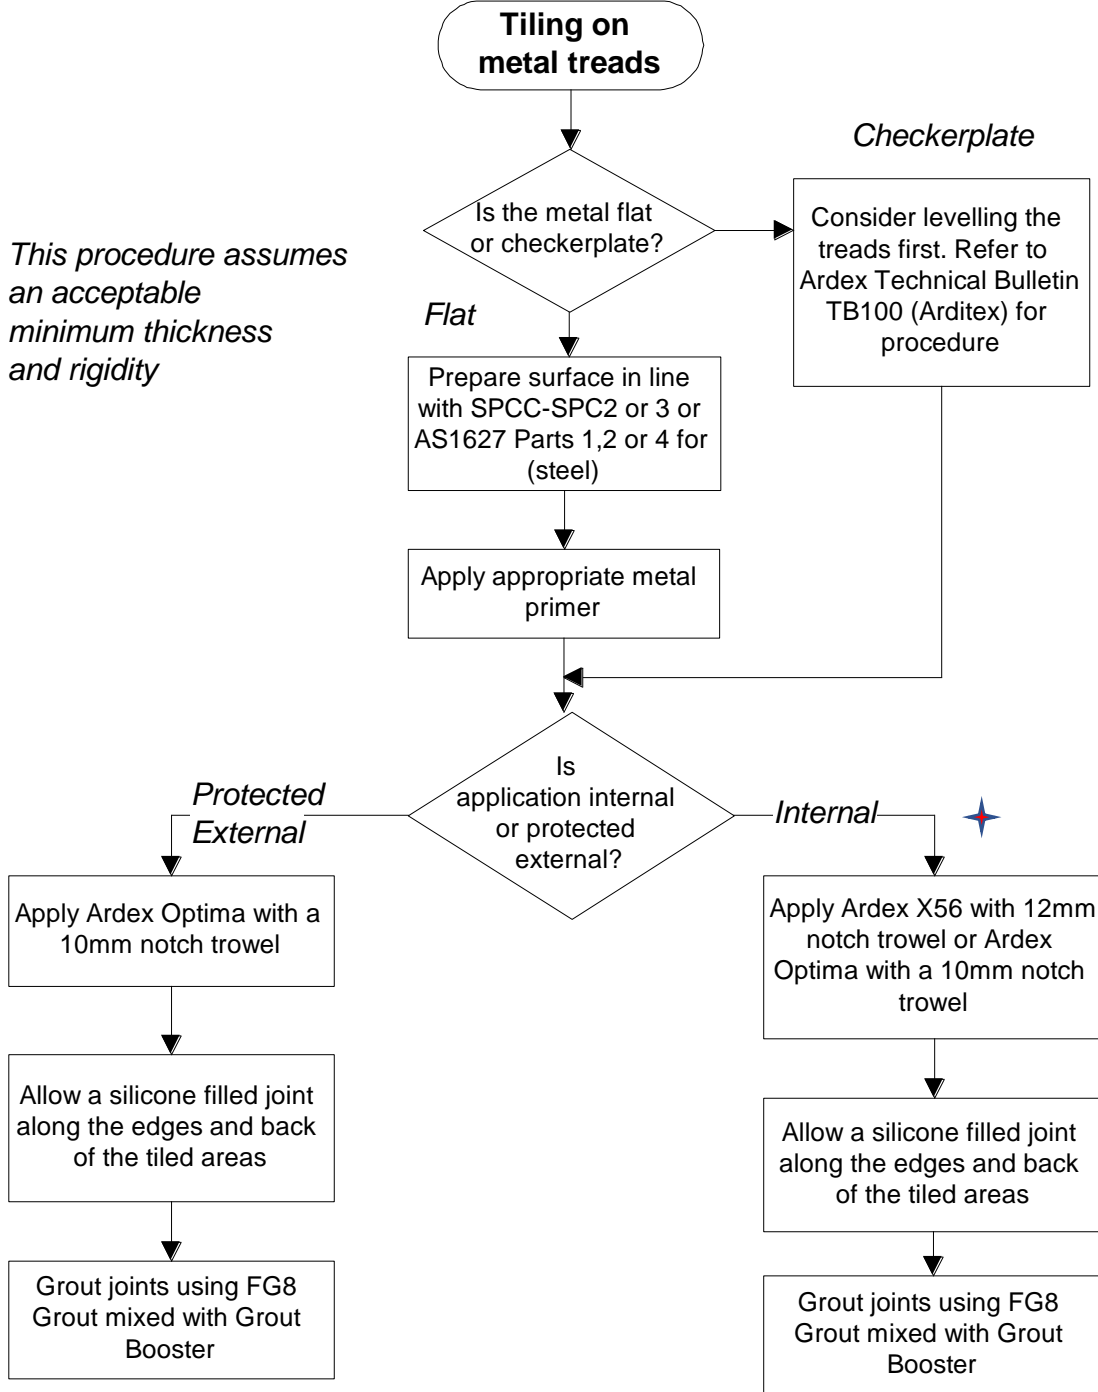 Tiling on
metal treads
Checkerplate
Is the metal flat
or checkerplate?
Consider levelling the
treads first. Refer to
Ardex Technical Bulletin
TB100 (Arditex) for
procedure
This procedure assumes
an acceptable
minimum thickness
and rigidity
Flat
Prepare surface in line
with SPCC-SPC2 or 3 or
AS1627 Parts 1,2 or 4 for
(steel)
Apply appropriate metal
primer
Is
application internal
or protected
external?
Protected
External
Internal
Apply Ardex Optima with a
10mm notch trowel
Allow a silicone filled joint
along the edges and back
of the tiled areas
Grout joints using FG8
Grout mixed with Grout
Booster
Apply Ardex X56 with 12mm
notch trowel or Ardex
Optima with a 10mm notch
trowel
Allow a silicone filled joint
along the edges and back
of the tiled areas
Grout joints using FG8
Grout mixed with Grout
Booster